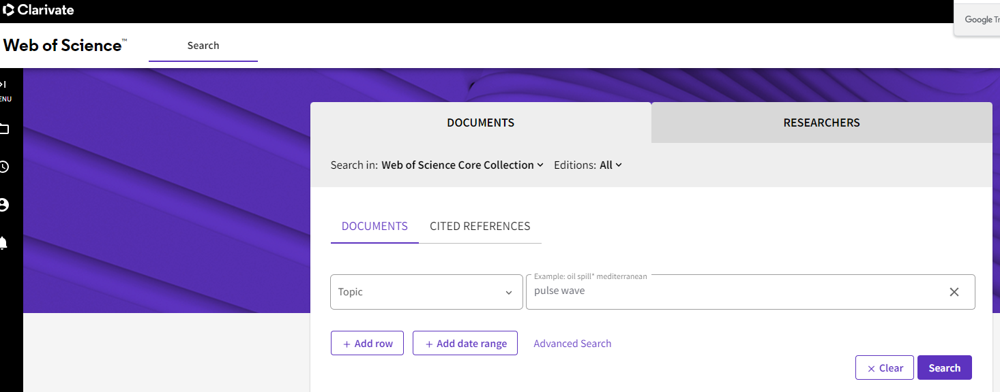 Clarivate
Google Tr
Web of Science™
Search
ENU
DOCUMENTS
RESEARCHERS
Search in: Web of Science Core Collection Editions: All
DOCUMENTS CITED REFERENCES
Example: oil spill* mediterranean
Topic
pulse wave
+ Add row + Add date range Advanced Search
× Clear Search